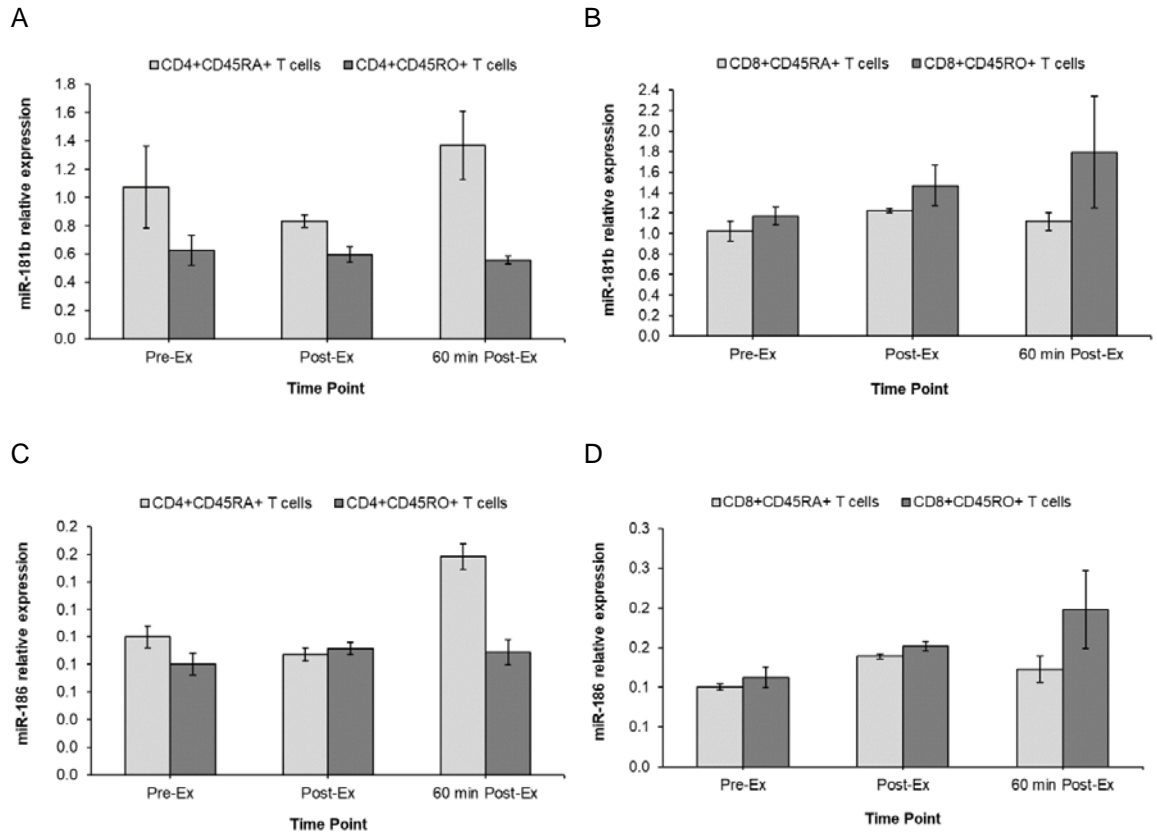 A
CD4+CD45RA+ T cells CD4+CD45RO+ T cells
miR-181b relative expression
1.8
1.6
1.4
1.2
1.0
0.8
0.6
0.4
0.2
0.0
Pre-Ex Post-Ex 60 min Post-Ex
Time Point
B
CD8+CD45RA+ T cells CD8+CD45RO+ T cells
miR-181b relative expression
2.4
2.2
2.0
1.8
1.6
1.4
1.2
1.0
0.8
0.6
0.4
0.2
0.0
Pre-Ex Post-Ex 60 min Post-Ex
Time Point
C
CD4+CD45RA+ T cells CD4+CD45RO+ T cells
miR-186 relative expression
0.2
0.2
0.1
0.1
0.1
0.1
0.1
0.0
0.0
0.0
Pre-Ex Post-Ex 60 min Post-Ex
Time Point
D
CD8+CD45RA+ T cells CD8+CD45RO+ T cells
miR-186 relative expression
0.3
0.3
0.2
0.2
0.1
0.1
0.0
Pre-Ex Post-Ex 60 min Post-Ex
Time Point